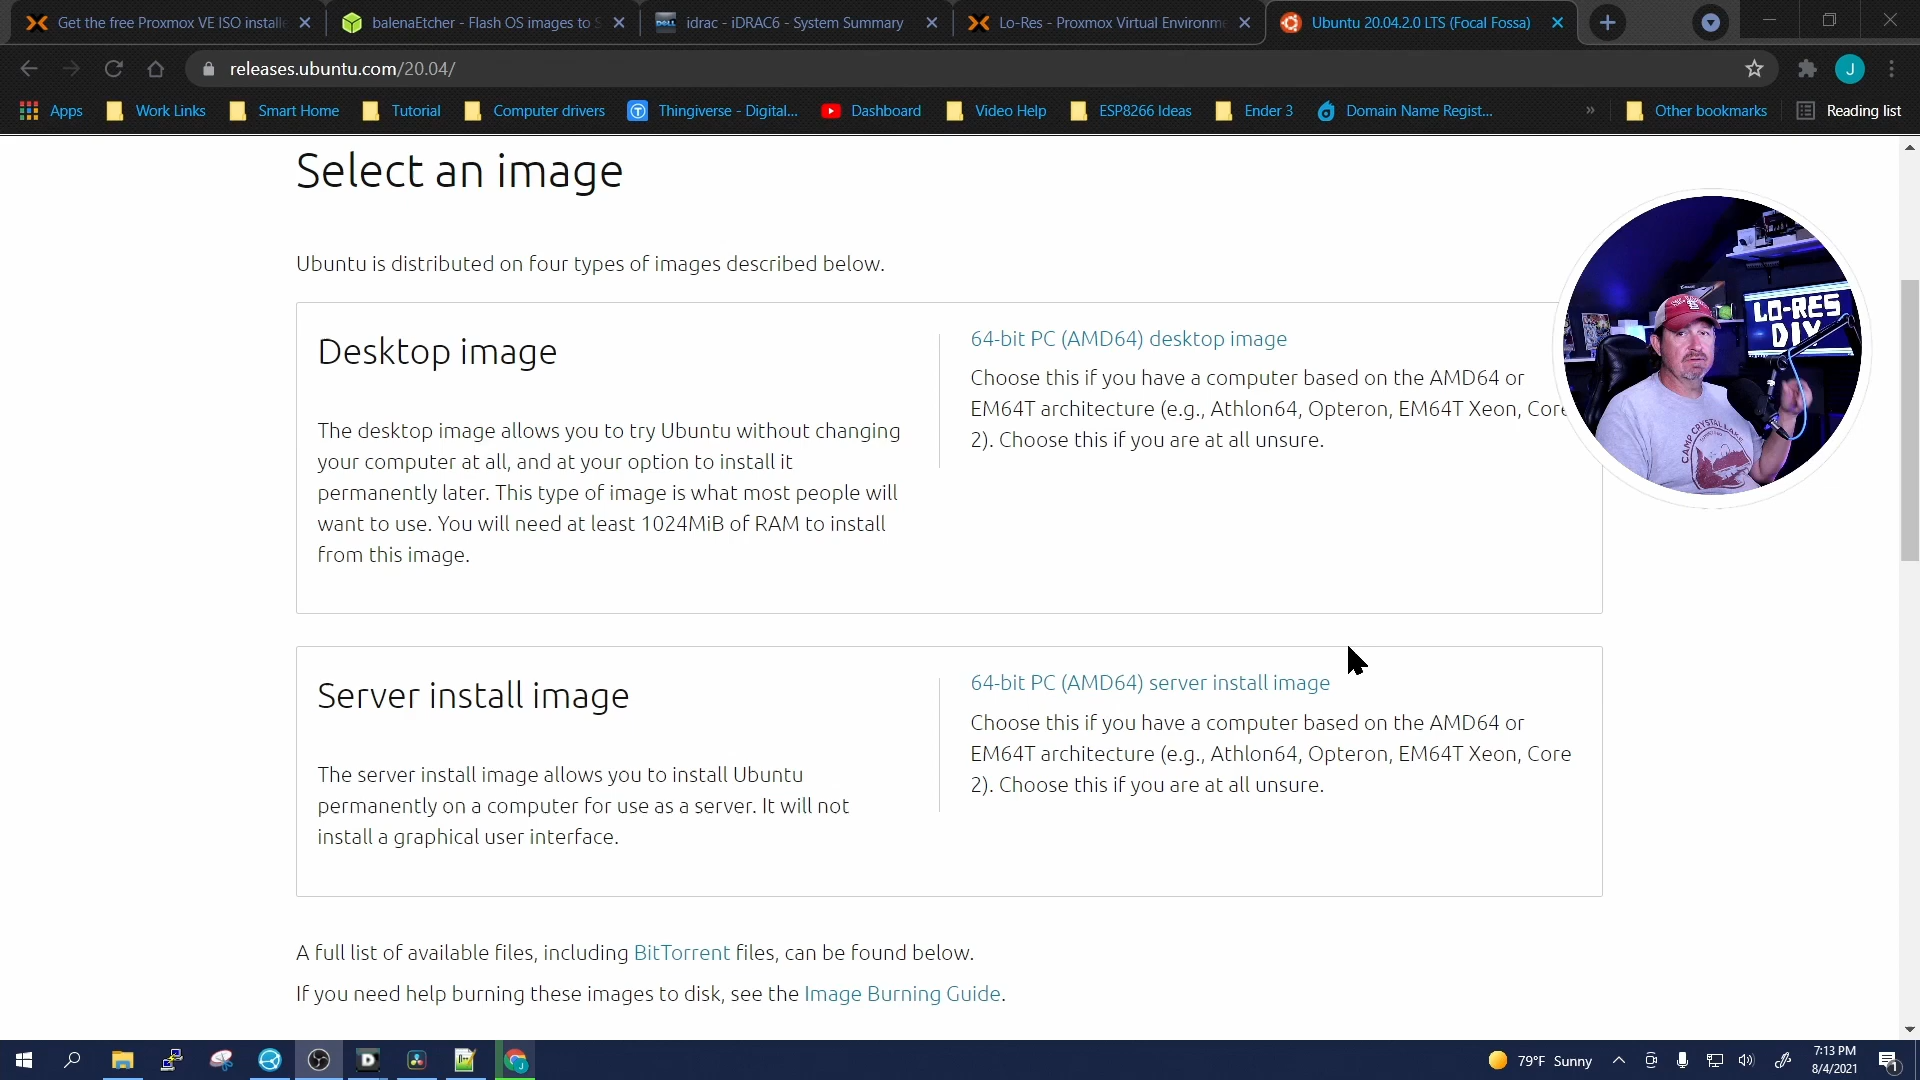 Get the free Proxmox VE ISO installe
balenaEtcher - Flash OS images to S
idrac - iDRAC6 - System Summary
Lo-Res - Proxmox Virtual Environme
Ubuntu 20.04.2.0 LTS (Focal Fossa)
releases.ubuntu.com/20.04/
J
Apps
Work Links
Smart Home
Tutorial
Computer drivers
Thingiverse - Digital...
Dashboard
Video Help
ESP8266 Ideas
Ender 3
Domain Name Regist...
»
Other bookmarks
Reading list
Select an image
Ubuntu is distributed on four types of images described below.
Desktop image
The desktop image allows you to try Ubuntu without changing
your computer at all, and at your option to install it
permanently later. This type of image is what most people will
want to use. You will need at least 1024MiB of RAM to install
from this image.
64-bit PC (AMD64) desktop image
Choose this if you have a computer based on the AMD64 or
EM64T architecture (e.g., Athlon64, Opteron, EM64T Xeon, Core
2). Choose this if you are at all unsure.
LO-RES
DIY
CAMP CRYSTAL LAKE
Server install image
The server install image allows you to install Ubuntu
permanently on a computer for use as a server. It will not
install a graphical user interface.
64-bit PC (AMD64) server install image
Choose this if you have a computer based on the AMD64 or
EM64T architecture (e.g., Athlon64, Opteron, EM64T Xeon, Core
2). Choose this if you are at all unsure.
A full list of available files, including BitTorrent files, can be found below.
If you need help burning these images to disk, see the Image Burning Guide.
79°F Sunny
7:13 PM
8/4/2021
1